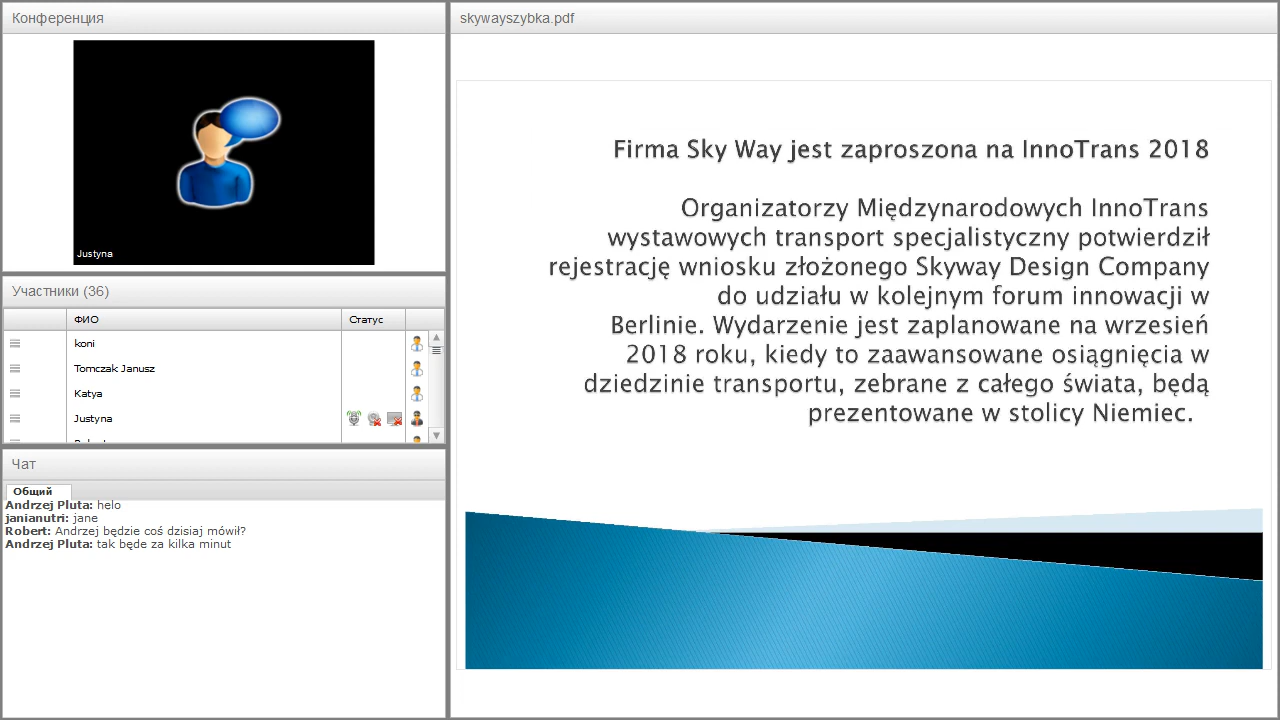 Конференция
Justyna
Участники (36)
ФИО
Статус
koni
Tomczak Janusz
Katya
Justyna
Чат
Общий
Andrzej Pluta: helo
janianutri: jane
Robert: Andrzej będzie coś dzisiaj mówił?
Andrzej Pluta: tak będe za kilka minut
skywayszybka.pdf
Firma Sky Way jest zaproszona na InnoTrans 2018
Organizatorzy Międzynarodowych InnoTrans
wystawowych transport specjalistyczny potwierdził
rejestrację wniosku złożonego Skyway Design Company
do udziału w kolejnym forum innowacji w
Berlinie. Wydarzenie jest zaplanowane na wrzesień
2018 roku, kiedy to zaawansowane osiągnięcia w
dziedzinie transportu, zebrane z całego świata, będą
prezentowane w stolicy Niemiec.